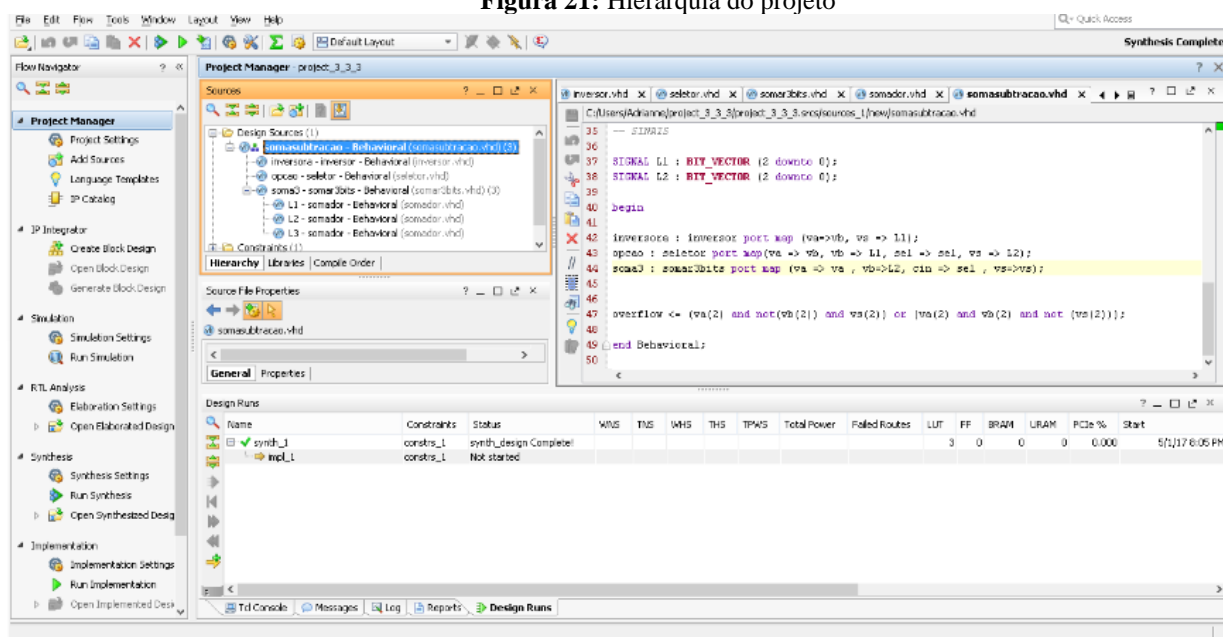 Figura 21: Hierarquia do projeto
File Edit Flow Tools Window Layout View Help
Quick Access
Default Layout
Synthesis Complete
Flow Navigator
Project Manager
Project Settings
Add Sources
Language Templates
IP Catalog
IP Integrator
Create Block Design
Open Block Design
Generate Block Design
Simulation
Simulation Settings
Run Simulation
RTL Analysis
Elaboration Settings
Open Elaborated Design
Synthesis
Synthesis Settings
Run Synthesis
Open Synthesized Desig
Implementation
Implementation Settings
Run Implementation
Open Implemented Desi
Project Manager - project_3_3_3
Sources
Design Sources (1)
somasubtracao - Behavioral (somasubtracao.vhd) (3)
inversora - inversor - Behavioral (inversor.vhd)
opcao - seletor - Behavioral (seletor.vhd)
soma3 - somar3bits - Behavioral (somar3bits.vhd) (3)
L1 - somador - Behavioral (somador.vhd)
L2 - somador - Behavioral (somador.vhd)
L3 - somador - Behavioral (somador.vhd)
Constraints (1)
Hierarchy Libraries Compile Order
Source File Properties
somasubtracao.vhd
General Properties
inversor.vhd seletor.vhd somar3bits.vhd somador.vhd somasubtracao.vhd
C:/Users/Adrianne/project_3_3_3/project_3_3_3.srcs/sources_1/new/somasubtracao.vhd
35 -- SINAIS
36
37 SIGNAL L1 : BIT_VECTOR (2 downto 0);
38 SIGNAL L2 : BIT_VECTOR (2 downto 0);
39
40 begin
41
42 inversora : inversor port map (va=>vb, vs => L1);
43 opcao : seletor port map(va => vb, vb => L1, sel => sel, vs => L2);
44 soma3 : somar3bits port map (va => va , vb=>L2, cin => sel , vs=>vs);
45
46
47 overflow <= (va(2) and not(vb(2)) and vs(2)) or (va(2) and vb(2) and not (vs(2)));
48
49 end Behavioral;
50
Design Runs
Name Constraints Status WNS TNS WHS THS TPWS Total Power Failed Routes LUT FF BRAM URAM PCIe % Start
synth_1 constrs_1 synth_design Complete! 3 0 0 0 0.000 5/1/17 8:05 PM
impl_1 constrs_1 Not started
Tcl Console Messages Log Reports Design Runs